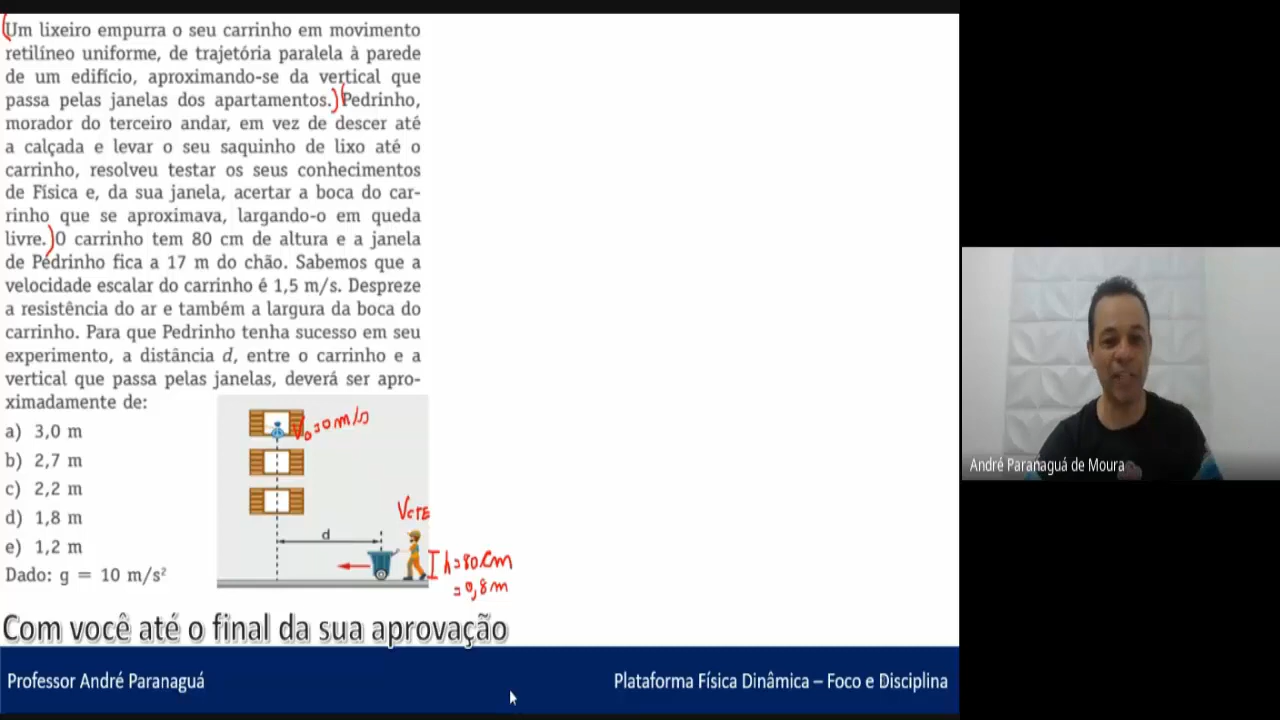 Um lixeiro empurra o seu carrinho em movimento
retilíneo uniforme, de trajetória paralela à parede
de um edifício, aproximando-se da vertical que
passa pelas janelas dos apartamentos. Pedrinho,
morador do terceiro andar, em vez de descer até
a calçada e levar o seu saquinho de lixo até o
carrinho, resolveu testar os seus conhecimentos
de Física e, da sua janela, acertar a boca do car-
rinho que se aproximava, largando-o em queda
livre. O carrinho tem 80 cm de altura e a janela
de Pedrinho fica a 17 m do chão. Sabemos que a
velocidade escalar do carrinho é 1,5 m/s. Despreze
a resistência do ar e também a largura da boca do
carrinho. Para que Pedrinho tenha sucesso em seu
experimento, a distância d, entre o carrinho e a
vertical que passa pelas janelas, deverá ser apro-
ximadamente de:
a) 3,0 m
b) 2,7 m
c) 2,2 m
d) 1,8 m
e) 1,2 m
Dado: g = 10 m/s²
V₀=0m/s
VCTE
d
h=80cm
=0,8m
Com você até o final da sua aprovação
Professor André Paranaguá
Plataforma Física Dinâmica – Foco e Disciplina
André Paranaguá de Moura